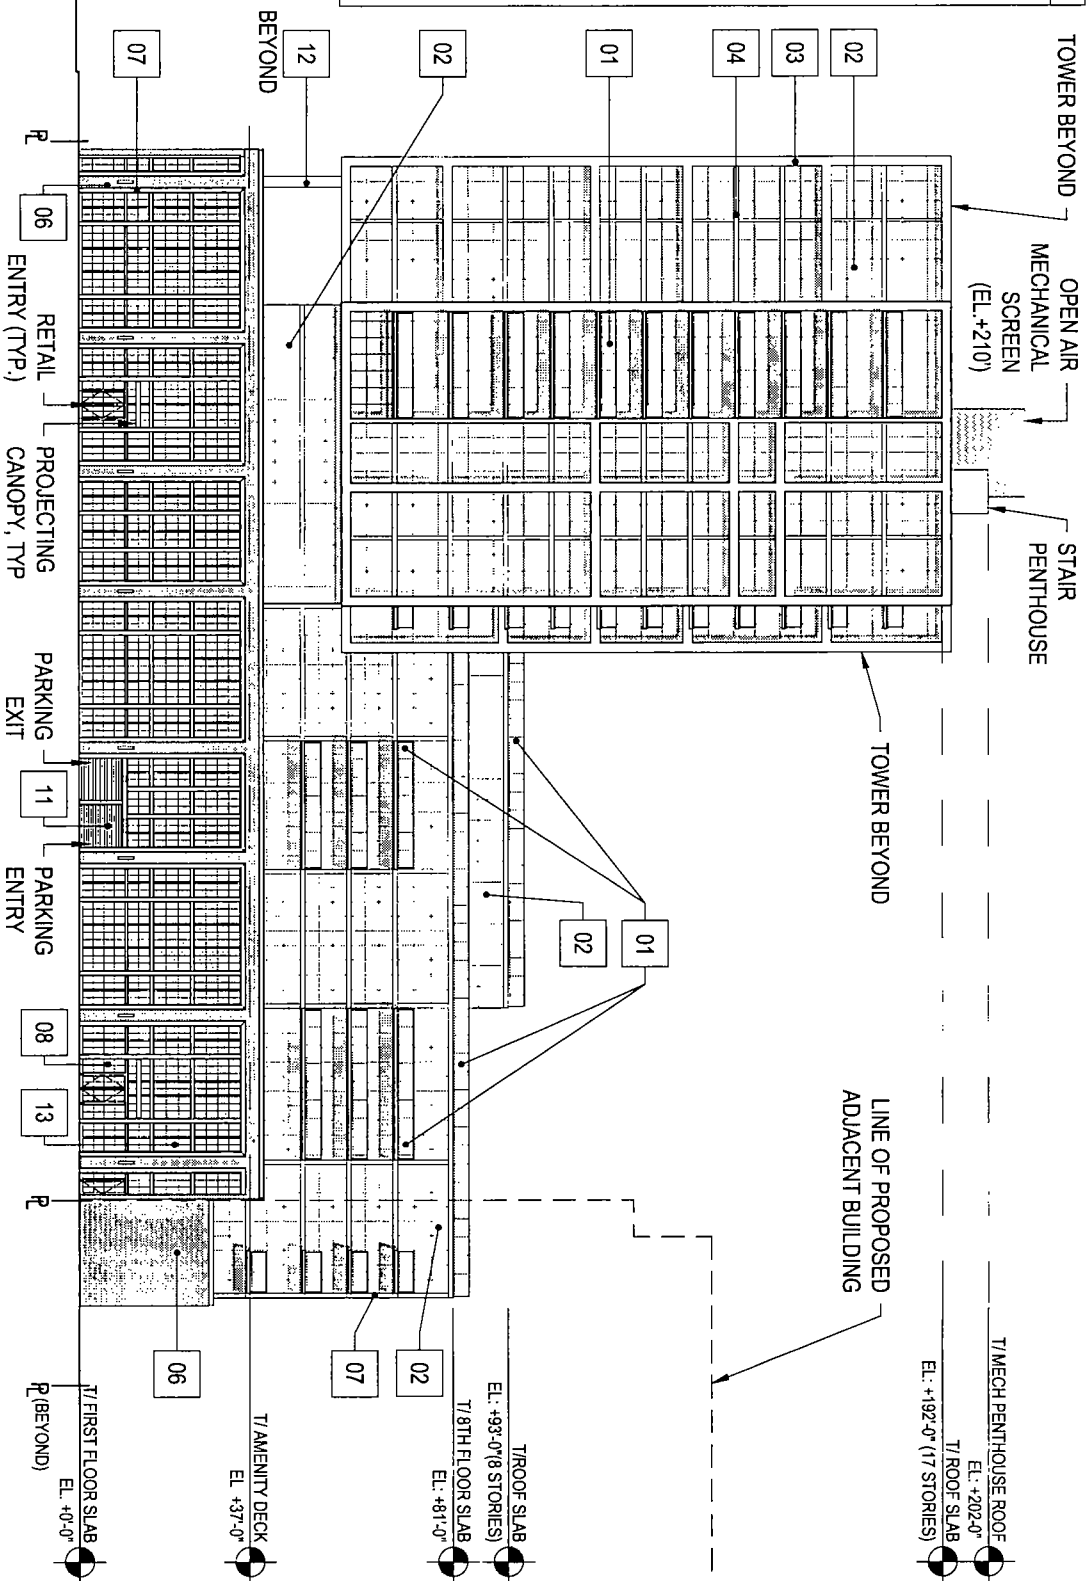 TOWER BEYOND
OPEN AIR
MECHANICAL
SCREEN
(EL.+210')
STAIR
PENTHOUSE
02
03
04
01
02
12
BEYOND
07
TOWER BEYOND
LINE OF PROPOSED
ADJACENT BUILDING
01
02
T/MECH PENTHOUSE ROOF
EL: +202-0"
T/ROOF SLAB
EL: +192'-0" (17 STORIES)
T/ROOF SLAB
EL: +93'-0"(8 STORIES)
T/8TH FLOOR SLAB
EL: +81'-0"
T/AMENITY DECK
EL +37'-0"
T/FIRST FLOOR SLAB
EL. +0'-0"
PL
06
RETAIL
ENTRY (TYP.)
PROJECTING
CANOPY, TYP
PARKING
EXIT
11
PARKING
ENTRY
08
13
PL
06
07
02
PL (BEYOND)